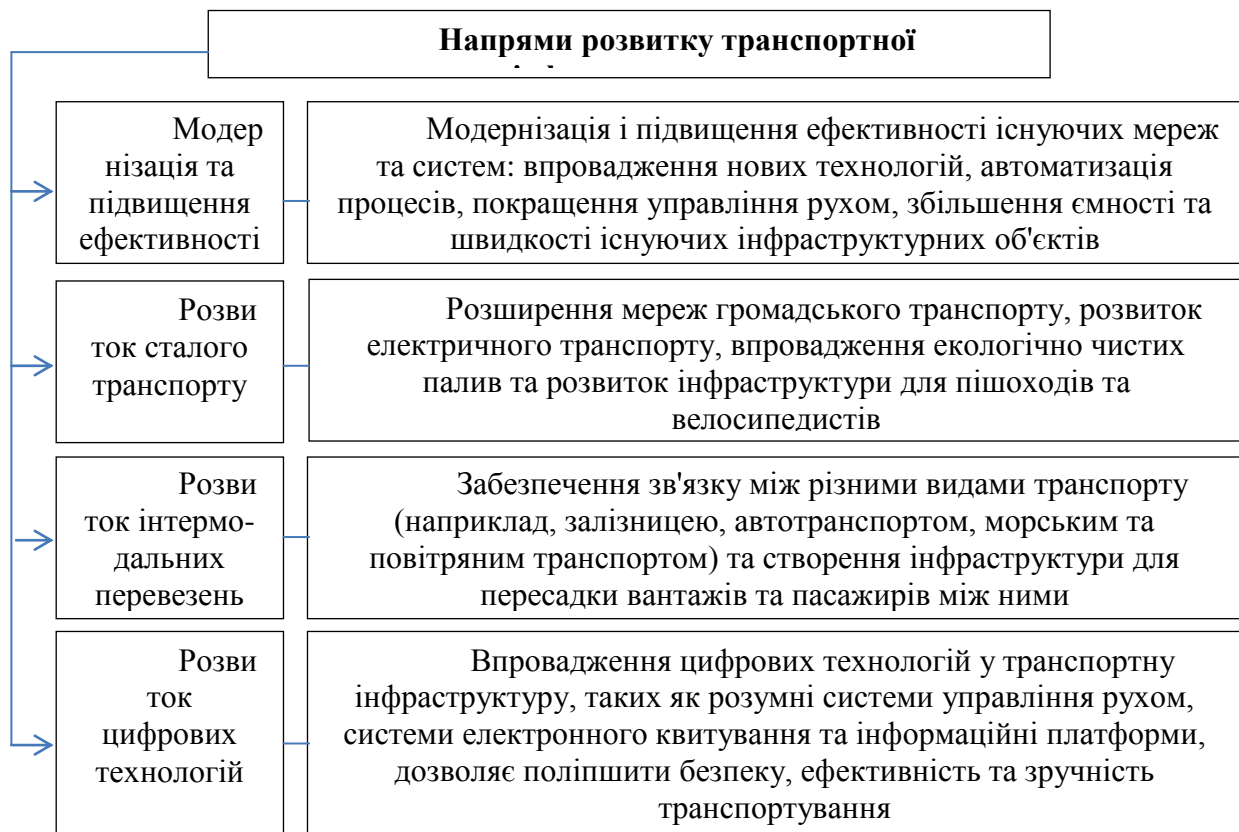 Напрями розвитку транспортної
Модер
нізація та
підвищення
ефективності
Модернізація і підвищення ефективності існуючих мереж
та систем: впровадження нових технологій, автоматизація
процесів, покращення управління рухом, збільшення ємності та
швидкості існуючих інфраструктурних об'єктів
Розви
ток сталого
транспорту
Розширення мереж громадського транспорту, розвиток
електричного транспорту, впровадження екологічно чистих
палив та розвиток інфраструктури для пішоходів та
велосипедистів
Розви
ток інтермо-
дальних
перевезень
Забезпечення зв'язку між різними видами транспорту
(наприклад, залізницею, автотранспортом, морським та
повітряним транспортом) та створення інфраструктури для
пересадки вантажів та пасажирів між ними
Розви
ток
цифрових
технологій
Впровадження цифрових технологій у транспортну
інфраструктуру, таких як розумні системи управління рухом,
системи електронного квитування та інформаційні платформи,
дозволяє поліпшити безпеку, ефективність та зручність
транспортування